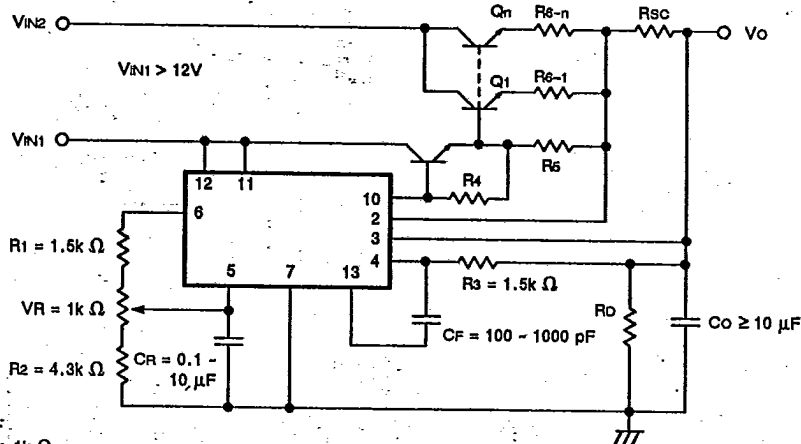 VIN2
Qn
R6-n
RSC
VO
VIN1 > 12V
Q1
R6-1
VIN1
R5
R4
12
11
10
6
2
3
4
R1 = 1.5k Ω
5
7
13
R3 = 1.5k Ω
VR = 1k Ω
RD
CO ≥ 10 μF
CF = 100 ~ 1000 pF
R2 = 4.3k Ω
CR = 0.1 ~
10 μF